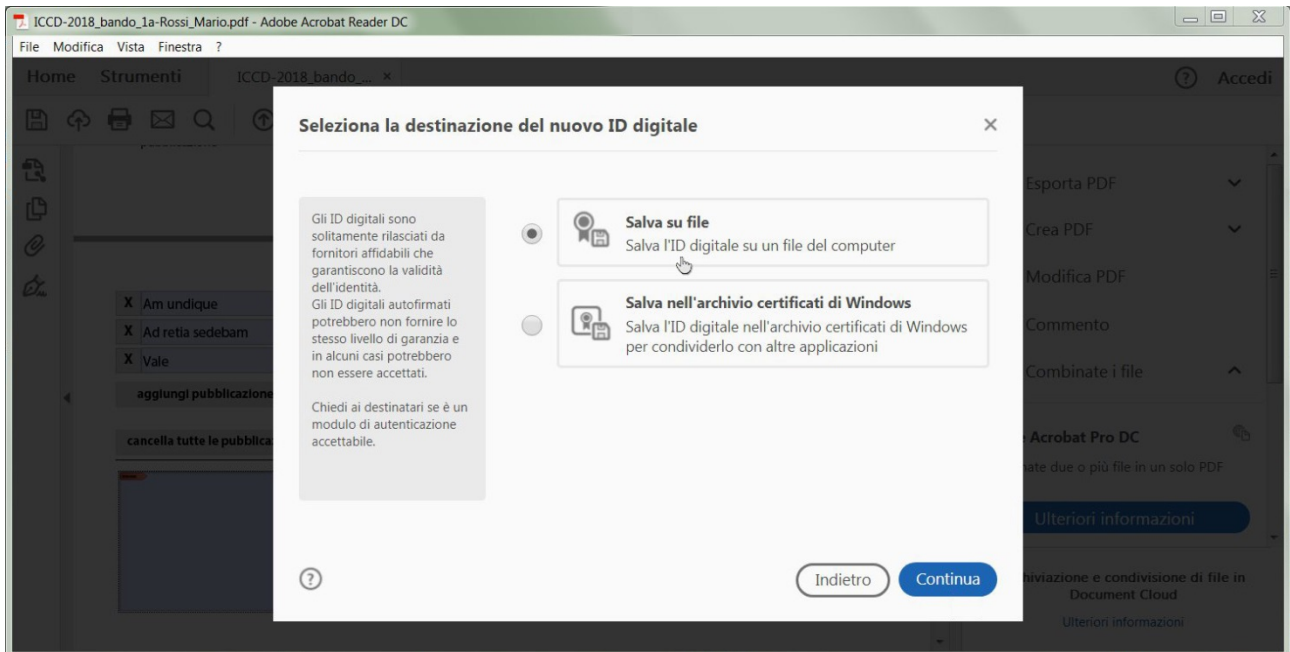 ICCD-2018_bando_1a-Rossi_Mario.pdf - Adobe Acrobat Reader DC
File Modifica Vista Finestra ?
Home Strumenti ICCD-2018_bando_... × Accedi
Seleziona la destinazione del nuovo ID digitale
Gli ID digitali sono
solitamente rilasciati da
fornitori affidabili che
garantiscono la validità
dell'identità.
Gli ID digitali autofirmati
potrebbero non fornire lo
stesso livello di garanzia e
in alcuni casi potrebbero
non essere accettati.
Chiedi ai destinatari se è un
modulo di autenticazione
accettabile.
Salva su file
Salva l'ID digitale su un file del computer
Salva nell'archivio certificati di Windows
Salva l'ID digitale nell'archivio certificati di Windows
per condividerlo con altre applicazioni
Indietro Continua
X Am undique
X Ad retia sedebam
X Vale
aggiungi pubblicazione
cancella tutte le
Esporta PDF
Crea PDF
Modifica PDF
Commento
Combinate i file
Acrobat Pro DC
due o più file in un solo PDF
Ulteriori informazioni
e condivisione di file in
Document Cloud
Ulteriori informazioni